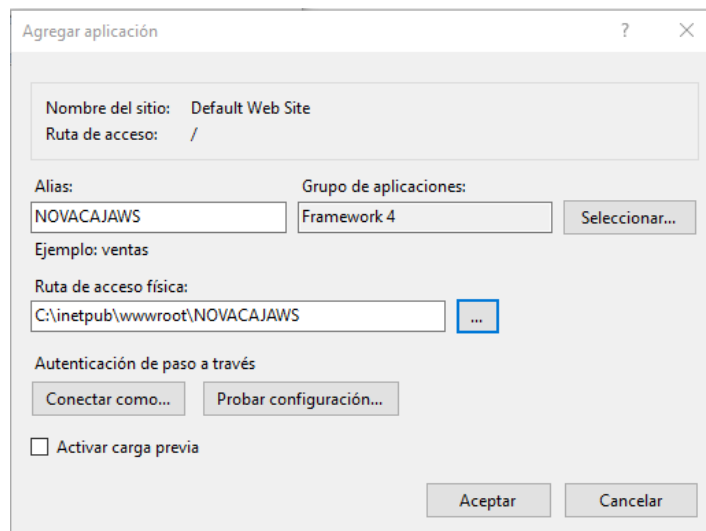 Agregar aplicación ?
Nombre del sitio: Default Web Site
Ruta de acceso: /
Alias: Grupo de aplicaciones:
NOVACAJAWS Framework 4 Seleccionar...
Ejemplo: ventas
Ruta de acceso física:
C:\inetpub\wwwroot\NOVACAJAWS ...
Autenticación de paso a través
Conectar como... Probar configuración...
Activar carga previa
Aceptar Cancelar